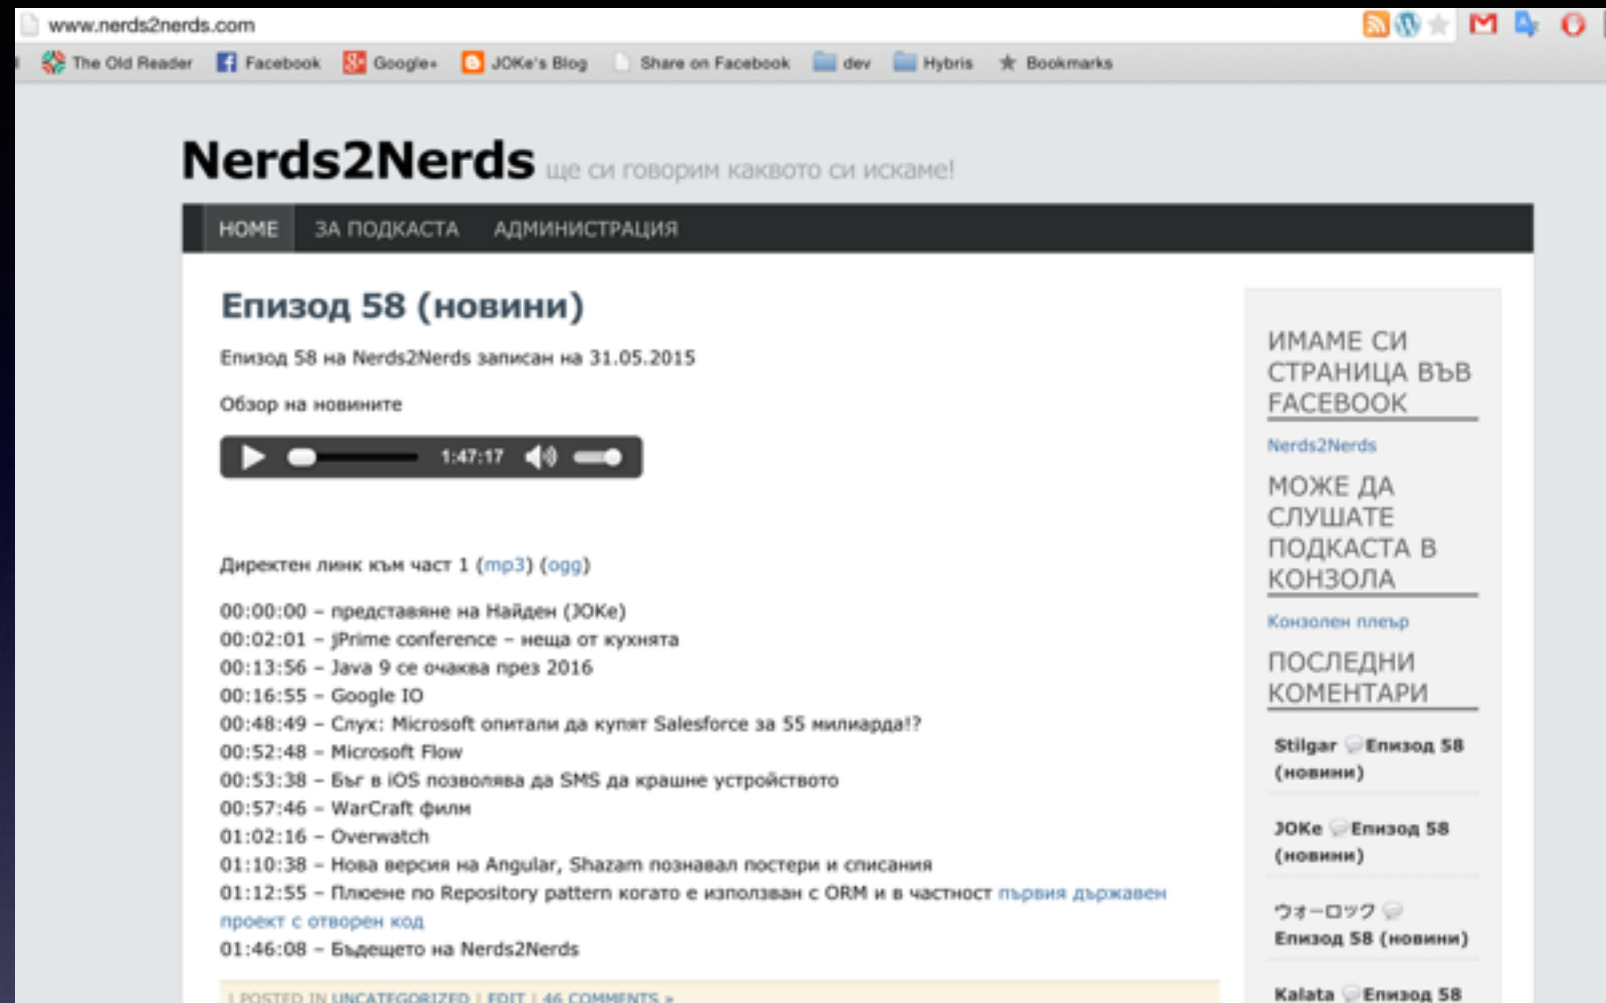 www.nerds2nerds.com
The Old Reader Facebook Google+ JOKe's Blog Share on Facebook dev Hybris Bookmarks
Nerds2Nerds ще си говорим каквото си искаме!
HOME ЗА ПОДКАСТА АДМИНИСТРАЦИЯ
Епизод 58 (новини)
Епизод 58 на Nerds2Nerds записан на 31.05.2015
Обзор на новините
1:47:17
Директен линк към част 1 (mp3) (ogg)
00:00:00 – представяне на Найден (JOKe)
00:02:01 – jPrime conference – неща от кухнята
00:13:56 – Java 9 се очаква през 2016
00:16:55 – Google IO
00:48:49 – Слух: Microsoft опитали да купят Salesforce за 55 милиарда!?
00:52:48 – Microsoft Flow
00:53:38 – Бъг в iOS позволява да SMS да крашне устройството
00:57:46 – WarCraft филм
01:02:16 – Overwatch
01:10:38 – Нова версия на Angular, Shazam познавал постери и списания
01:12:55 – Плюене по Repository pattern когато е използван с ORM и в частност първия държавен
проект с отворен код
01:46:08 – Бъдещето на Nerds2Nerds
| POSTED IN UNCATEGORIZED | EDIT | 46 COMMENTS »
ИМАМЕ СИ
СТРАНИЦА ВЪВ
FACEBOOK
Nerds2Nerds
МОЖЕ ДА
СЛУШАТЕ
ПОДКАСТА В
КОНЗОЛА
Конзолен плеър
ПОСЛЕДНИ
КОМЕНТАРИ
Stilgar Епизод 58
(новини)
JOKe Епизод 58
(новини)
ウォーロック
Епизод 58 (новини)
Kalata Епизод 58